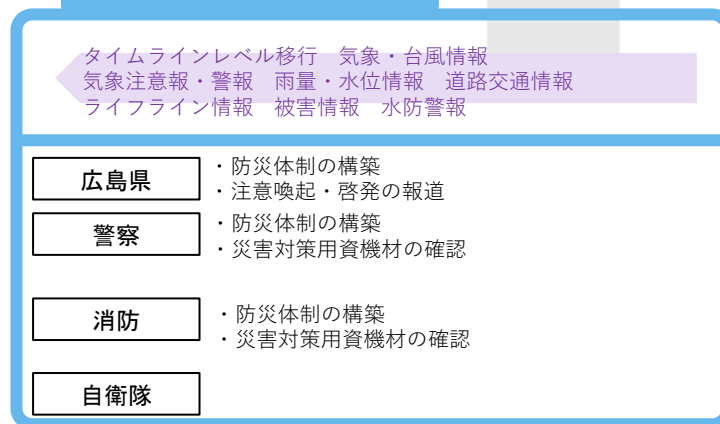 タイムラインレベル移行　気象・台風情報
気象注意報・警報　雨量・水位情報　道路交通情報
ライフライン情報　被害情報　水防警報
広島県
・防災体制の構築
・注意喚起・啓発の報道
警察
・防災体制の構築
・災害対策用資機材の確認
消防
・防災体制の構築
・災害対策用資機材の確認
自衛隊